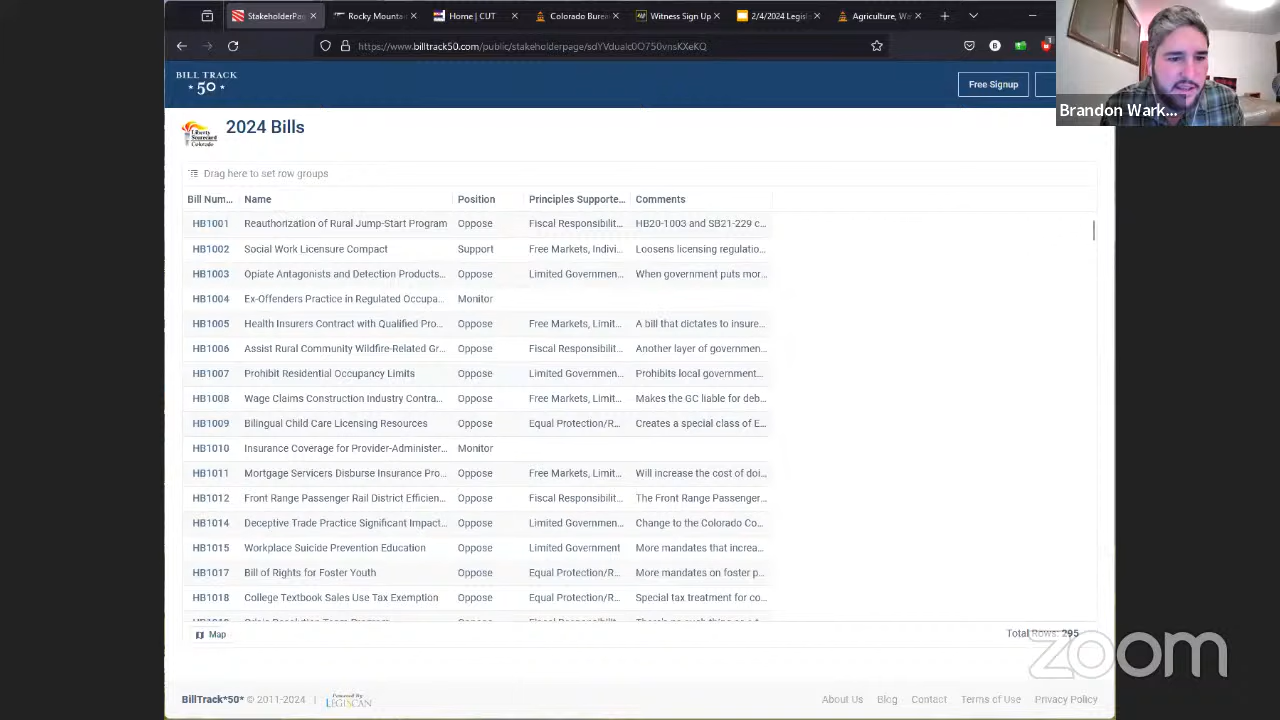 StakeholderPag
Rocky Mountai
Home | CUT
Colorado Burea
Witness Sign Up
2/4/2024 Legisl
Agriculture, Wa
https://www.billtrack50.com/public/stakeholderpage/sdYVdualc0O750vnsKXeKQ
BILL TRACK
50
Free Signup
Brandon Wark...
Liberty
Scorecard
Colorado
2024 Bills
Drag here to set row groups
Bill Num... Name Position Principles Supporte... Comments
HB1001 Reauthorization of Rural Jump-Start Program Oppose Fiscal Responsibilit... HB20-1003 and SB21-229 c...
HB1002 Social Work Licensure Compact Support Free Markets, Indivi... Loosens licensing regulatio...
HB1003 Opiate Antagonists and Detection Products... Oppose Limited Governmen... When government puts mor...
HB1004 Ex-Offenders Practice in Regulated Occupa... Monitor
HB1005 Health Insurers Contract with Qualified Pro... Oppose Free Markets, Limit... A bill that dictates to insure...
HB1006 Assist Rural Community Wildfire-Related Gr... Oppose Fiscal Responsibilit... Another layer of governmen...
HB1007 Prohibit Residential Occupancy Limits Oppose Limited Governmen... Prohibits local government...
HB1008 Wage Claims Construction Industry Contra... Oppose Free Markets, Limit... Makes the GC liable for deb...
HB1009 Bilingual Child Care Licensing Resources Oppose Equal Protection/R... Creates a special class of E...
HB1010 Insurance Coverage for Provider-Administer... Monitor
HB1011 Mortgage Servicers Disburse Insurance Pro... Oppose Free Markets, Limit... Will increase the cost of doi...
HB1012 Front Range Passenger Rail District Efficien... Oppose Fiscal Responsibilit... The Front Range Passenger...
HB1014 Deceptive Trade Practice Significant Impact... Oppose Limited Governmen... Change to the Colorado Co...
HB1015 Workplace Suicide Prevention Education Oppose Limited Government More mandates that increa...
HB1017 Bill of Rights for Foster Youth Oppose Equal Protection/R... More mandates on foster p...
HB1018 College Textbook Sales Use Tax Exemption Oppose Equal Protection/R... Special tax treatment for co...
Map
Total Rows: 295
zoom
BillTrack*50* © 2011-2024 | Powered By LEGISCAN
About Us Blog Contact Terms of Use Privacy Policy